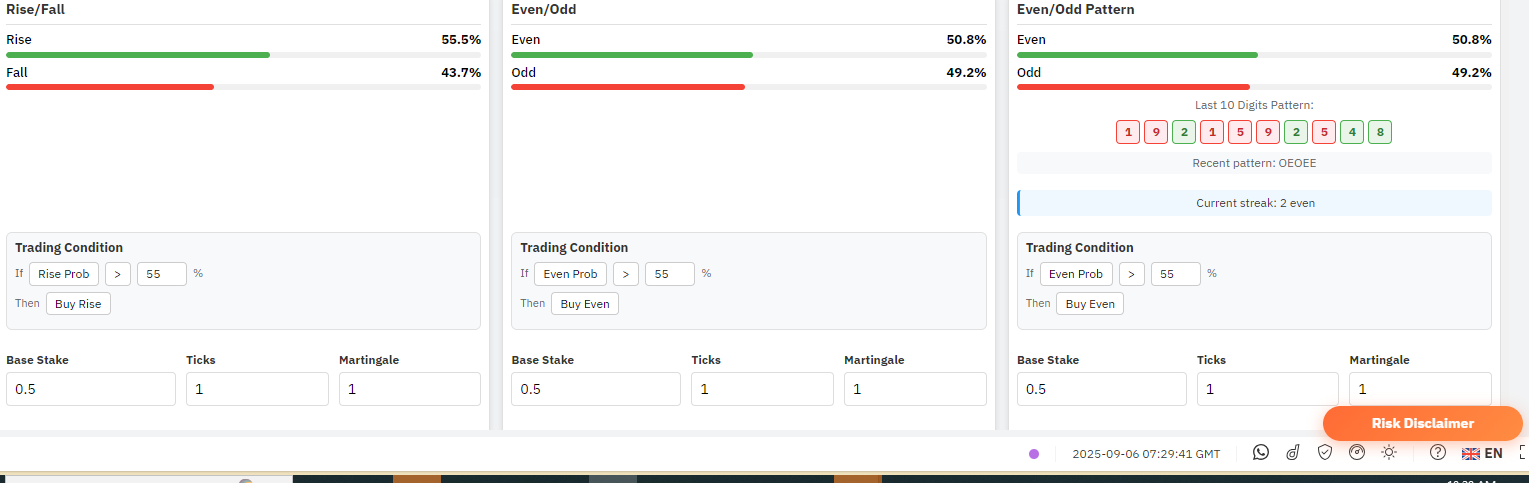 Rise/Fall
Rise 55.5%
Fall 43.7%
Trading Condition
If Rise Prob > 55 %
Then Buy Rise
Base Stake Ticks Martingale
0.5 1 1
Even/Odd
Even 50.8%
Odd 49.2%
Trading Condition
If Even Prob > 55 %
Then Buy Even
Base Stake Ticks Martingale
0.5 1 1
Even/Odd Pattern
Even 50.8%
Odd 49.2%
Last 10 Digits Pattern:
1 9 2 1 5 9 2 5 4 8
Recent pattern: OEOEE
Current streak: 2 even
Trading Condition
If Even Prob > 55 %
Then Buy Even
Base Stake Ticks Martingale
0.5 1 1
Risk Disclaimer
2025-09-06 07:29:41 GMT EN